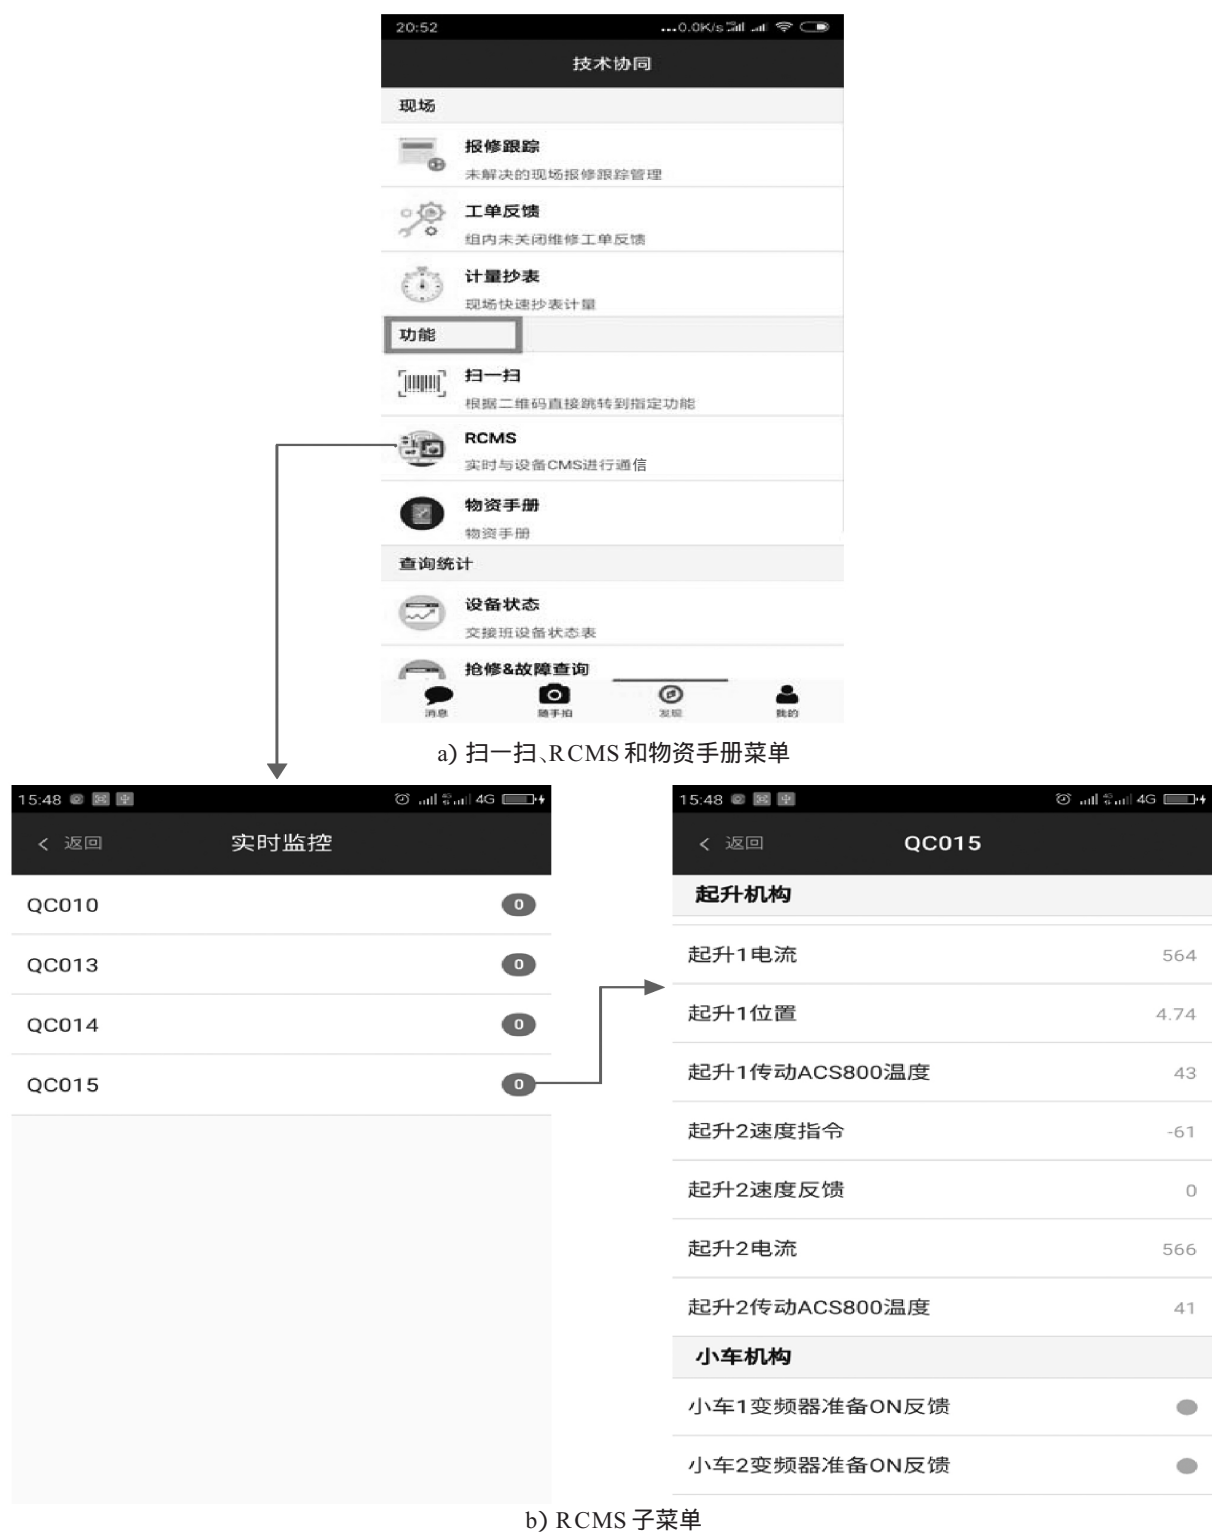 20:52
...0.0K/s
技术协同
现场
报修跟踪
未解决的现场报修跟踪管理
工单反馈
组内未关闭维修工单反馈
计量抄表
现场快速抄表计量
功能
扫一扫
根据二维码直接跳转到指定功能
RCMS
实时与设备CMS进行通信
物资手册
物资手册
查询统计
设备状态
交接班设备状态表
抢修&故障查询
消息 随手拍 发现 我的
a) 扫一扫、RCMS 和物资手册菜单
15:48 4G
< 返回 实时监控
QC010 0
QC013 0
QC014 0
QC015 0
15:48 4G
< 返回 QC015
起升机构
起升1电流 564
起升1位置 4.74
起升1传动ACS800温度 43
起升2速度指令 -61
起升2速度反馈 0
起升2电流 566
起升2传动ACS800温度 41
小车机构
小车1变频器准备ON反馈
小车2变频器准备ON反馈
b) RCMS 子菜单